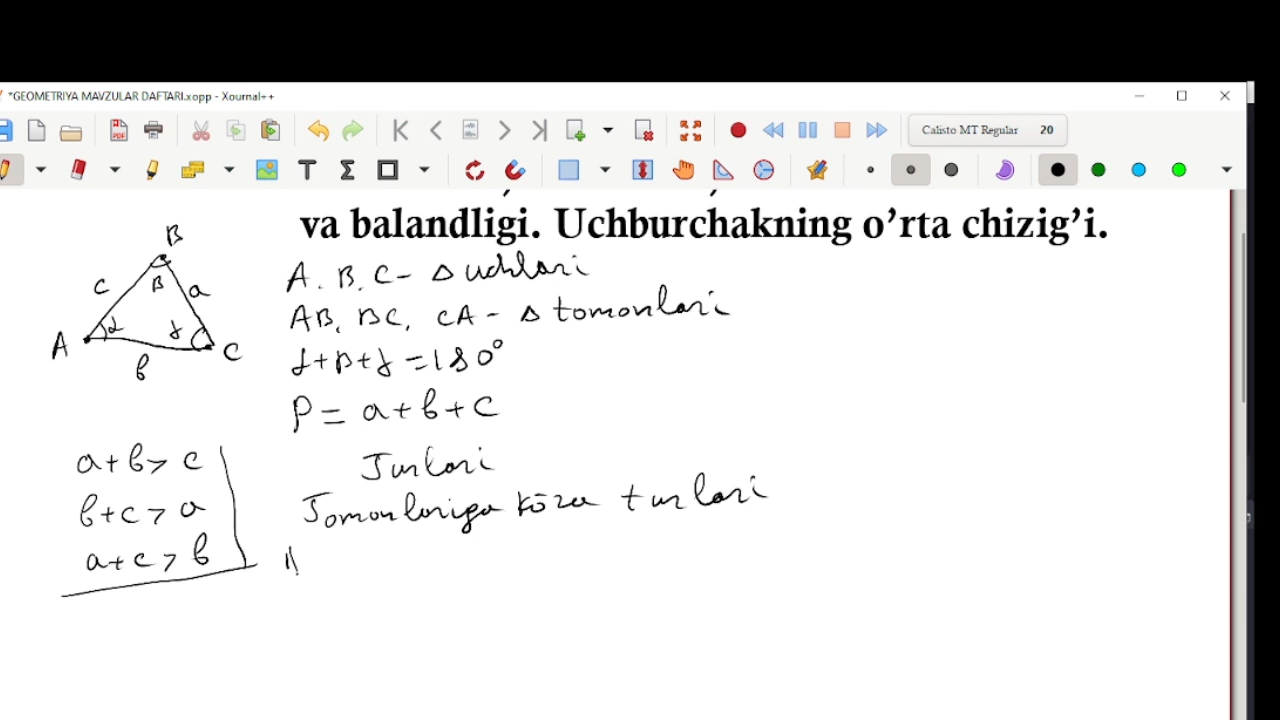 *GEOMETRIYA MAVZULAR DAFTARI.xopp - Xournal++
Calisto MT Regular 20
va balandligi. Uchburchakning o’rta chizig’i.
B
c
β
a
A
α
γ
C
b
A. B. C - Δ uchlari
AB, BC, CA - Δ tomonlari
α+β+γ=180°
P = a+b+c
a+b>c
b+c>a
a+c>b
Turlari
Tomonlariga ko̅ra turlari